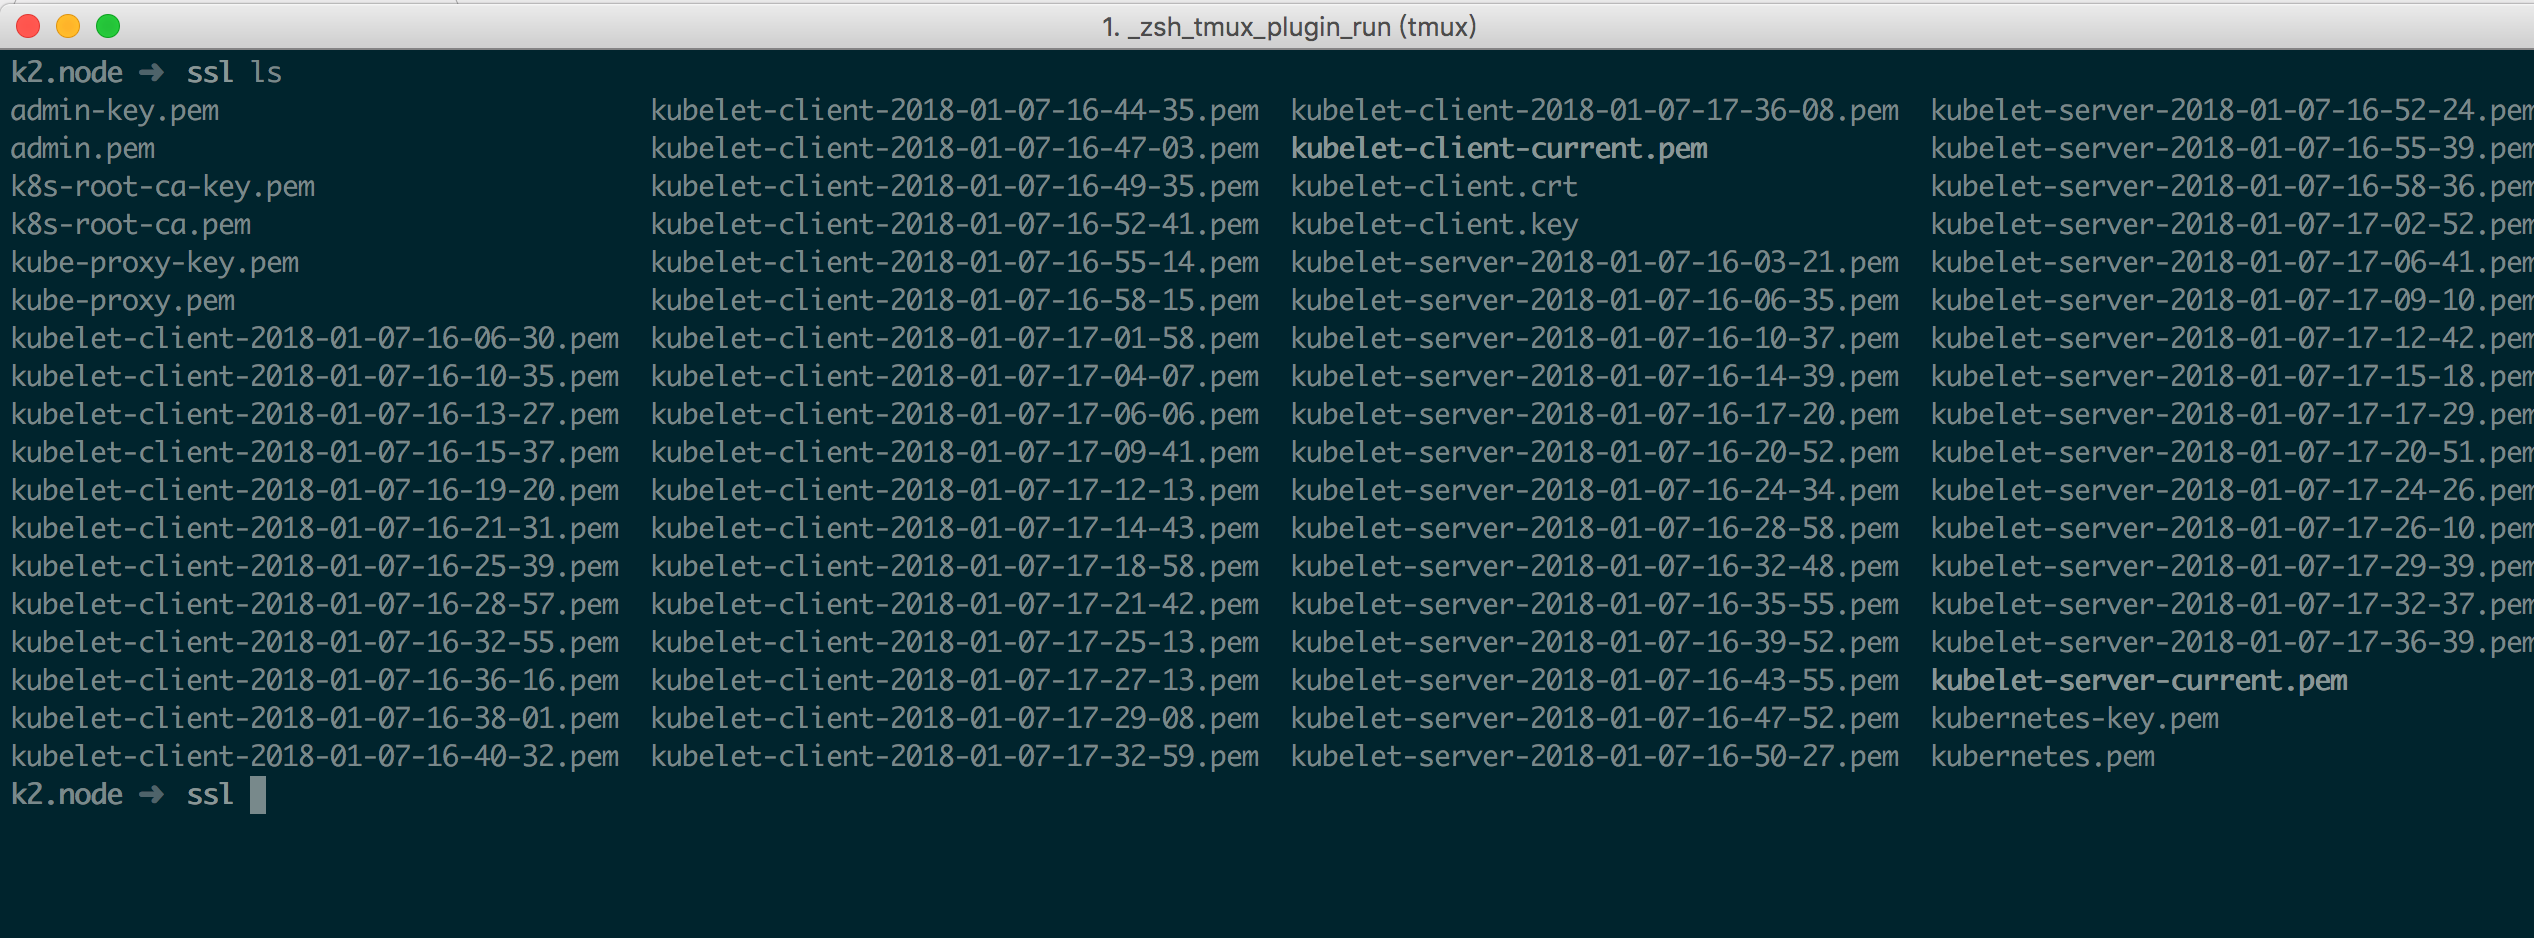 1. _zsh_tmux_plugin_run (tmux)
k2.node ➜ ssl ls
admin-key.pem kubelet-client-2018-01-07-16-44-35.pem kubelet-client-2018-01-07-17-36-08.pem kubelet-server-2018-01-07-16-52-24.pem
admin.pem kubelet-client-2018-01-07-16-47-03.pem kubelet-client-current.pem kubelet-server-2018-01-07-16-55-39.pem
k8s-root-ca-key.pem kubelet-client-2018-01-07-16-49-35.pem kubelet-client.crt kubelet-server-2018-01-07-16-58-36.pem
k8s-root-ca.pem kubelet-client-2018-01-07-16-52-41.pem kubelet-client.key kubelet-server-2018-01-07-17-02-52.pem
kube-proxy-key.pem kubelet-client-2018-01-07-16-55-14.pem kubelet-server-2018-01-07-16-03-21.pem kubelet-server-2018-01-07-17-06-41.pem
kube-proxy.pem kubelet-client-2018-01-07-16-58-15.pem kubelet-server-2018-01-07-16-06-35.pem kubelet-server-2018-01-07-17-09-10.pem
kubelet-client-2018-01-07-16-06-30.pem kubelet-client-2018-01-07-17-01-58.pem kubelet-server-2018-01-07-16-10-37.pem kubelet-server-2018-01-07-17-12-42.pem
kubelet-client-2018-01-07-16-10-35.pem kubelet-client-2018-01-07-17-04-07.pem kubelet-server-2018-01-07-16-14-39.pem kubelet-server-2018-01-07-17-15-18.pem
kubelet-client-2018-01-07-16-13-27.pem kubelet-client-2018-01-07-17-06-06.pem kubelet-server-2018-01-07-16-17-20.pem kubelet-server-2018-01-07-17-17-29.pem
kubelet-client-2018-01-07-16-15-37.pem kubelet-client-2018-01-07-17-09-41.pem kubelet-server-2018-01-07-16-20-52.pem kubelet-server-2018-01-07-17-20-51.pem
kubelet-client-2018-01-07-16-19-20.pem kubelet-client-2018-01-07-17-12-13.pem kubelet-server-2018-01-07-16-24-34.pem kubelet-server-2018-01-07-17-24-26.pem
kubelet-client-2018-01-07-16-21-31.pem kubelet-client-2018-01-07-17-14-43.pem kubelet-server-2018-01-07-16-28-58.pem kubelet-server-2018-01-07-17-26-10.pem
kubelet-client-2018-01-07-16-25-39.pem kubelet-client-2018-01-07-17-18-58.pem kubelet-server-2018-01-07-16-32-48.pem kubelet-server-2018-01-07-17-29-39.pem
kubelet-client-2018-01-07-16-28-57.pem kubelet-client-2018-01-07-17-21-42.pem kubelet-server-2018-01-07-16-35-55.pem kubelet-server-2018-01-07-17-32-37.pem
kubelet-client-2018-01-07-16-32-55.pem kubelet-client-2018-01-07-17-25-13.pem kubelet-server-2018-01-07-16-39-52.pem kubelet-server-2018-01-07-17-36-39.pem
kubelet-client-2018-01-07-16-36-16.pem kubelet-client-2018-01-07-17-27-13.pem kubelet-server-2018-01-07-16-43-55.pem kubelet-server-current.pem
kubelet-client-2018-01-07-16-38-01.pem kubelet-client-2018-01-07-17-29-08.pem kubelet-server-2018-01-07-16-47-52.pem kubernetes-key.pem
kubelet-client-2018-01-07-16-40-32.pem kubelet-client-2018-01-07-17-32-59.pem kubelet-server-2018-01-07-16-50-27.pem kubernetes.pem
k2.node ➜ ssl